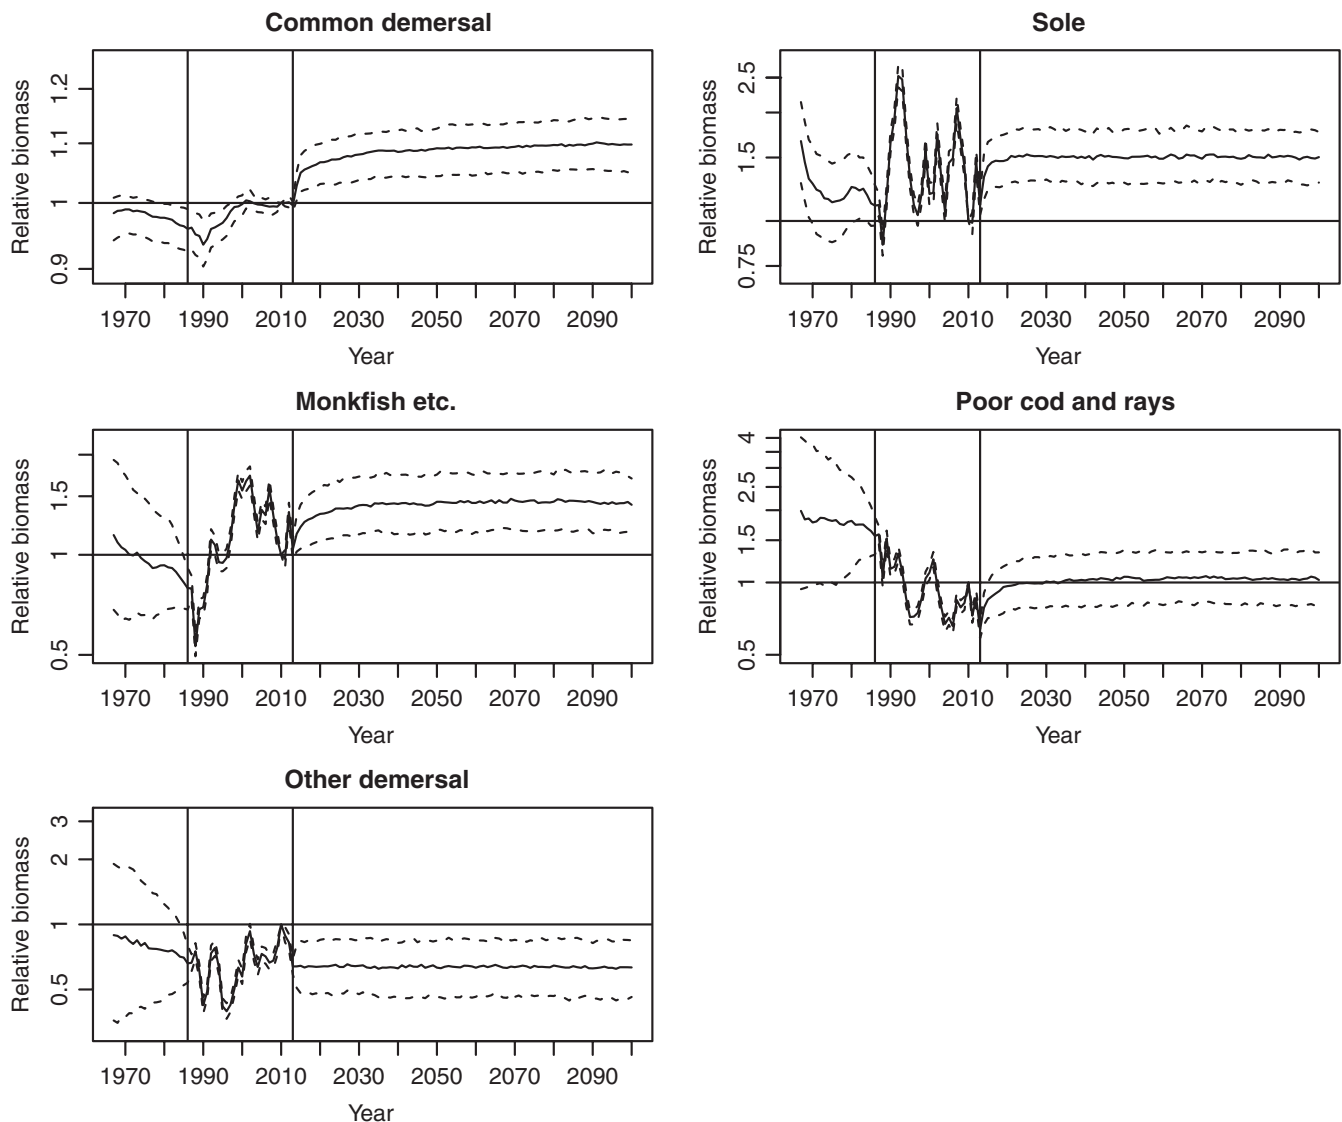 Common demersal
Relative biomass
0.9 1 1.1 1.2
1970 1990 2010 2030 2050 2070 2090
Year
Sole
Relative biomass
0.75 1.5 2.5
1970 1990 2010 2030 2050 2070 2090
Year
Monkfish etc.
Relative biomass
0.5 1 1.5
1970 1990 2010 2030 2050 2070 2090
Year
Poor cod and rays
Relative biomass
0.5 1 1.5 2.5 4
1970 1990 2010 2030 2050 2070 2090
Year
Other demersal
Relative biomass
0.5 1 2 3
1970 1990 2010 2030 2050 2070 2090
Year